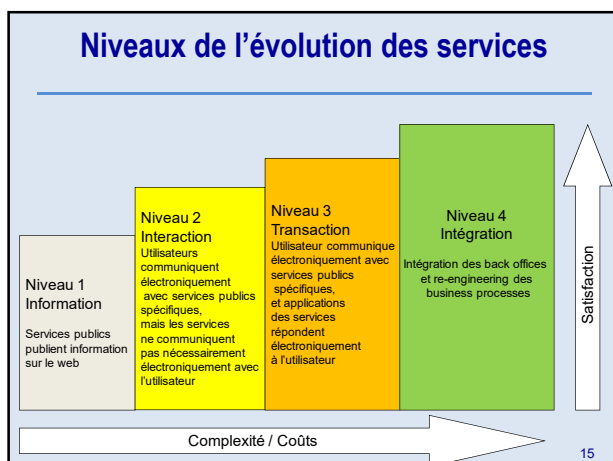 Niveaux de l’évolution des services
Niveau 1
Information
Services publics
publient information
sur le web
Niveau 2
Interaction
Utilisateurs
communiquent
électroniquement
avec services publics
spécifiques,
mais les services
ne communiquent
pas nécessairement
électroniquement avec
l’utilisateur
Niveau 3
Transaction
Utilisateur communique
électroniquement avec
services publics
spécifiques,
et applications
des services
répondent
électroniquement
à l’utilisateur
Niveau 4
Intégration
Intégration des back offices
et re-engineering des
business processes
Satisfaction
Complexité / Coûts
15